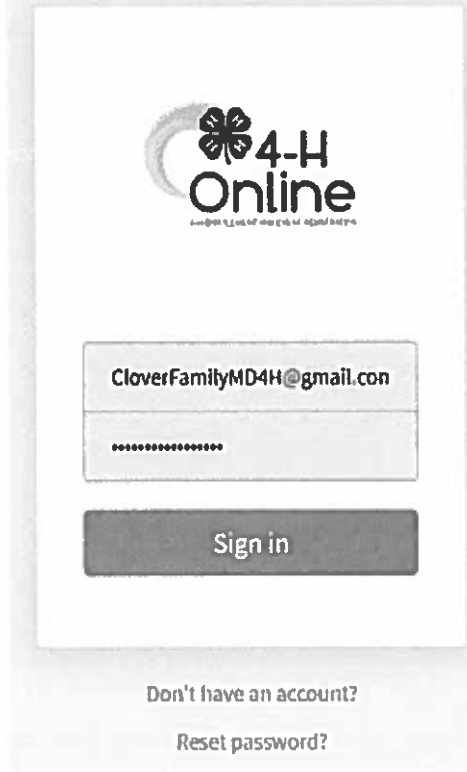 4-H
Online
CloverFamilyMD4H@gmail.con
•••••••••••••••••
Sign in
Don't have an account?
Reset password?